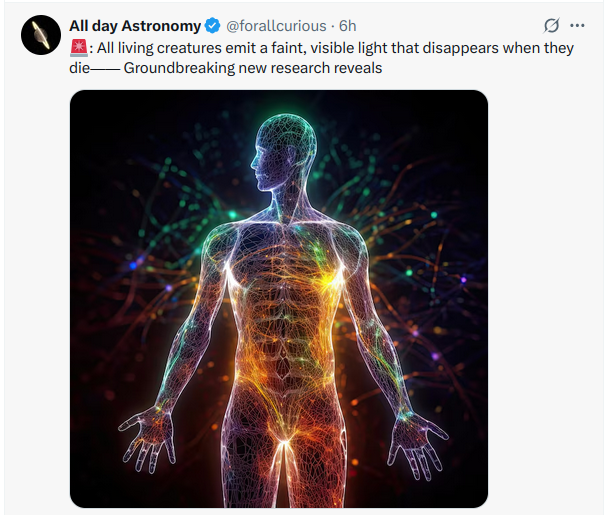 All day Astronomy @forallcurious · 6h
🚨: All living creatures emit a faint, visible light that disappears when they
die—— Groundbreaking new research reveals